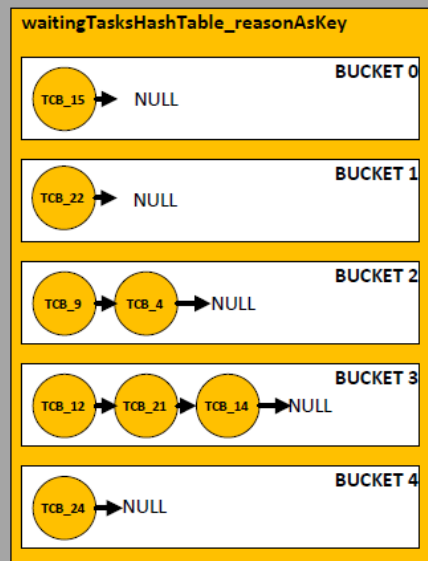 waitingTasksHashTable_reasonAsKey
BUCKET 0
TCB_15 NULL
BUCKET 1
TCB_22 NULL
BUCKET 2
TCB_9 TCB_4 NULL
BUCKET 3
TCB_12 TCB_21 TCB_14 NULL
BUCKET 4
TCB_24 NULL